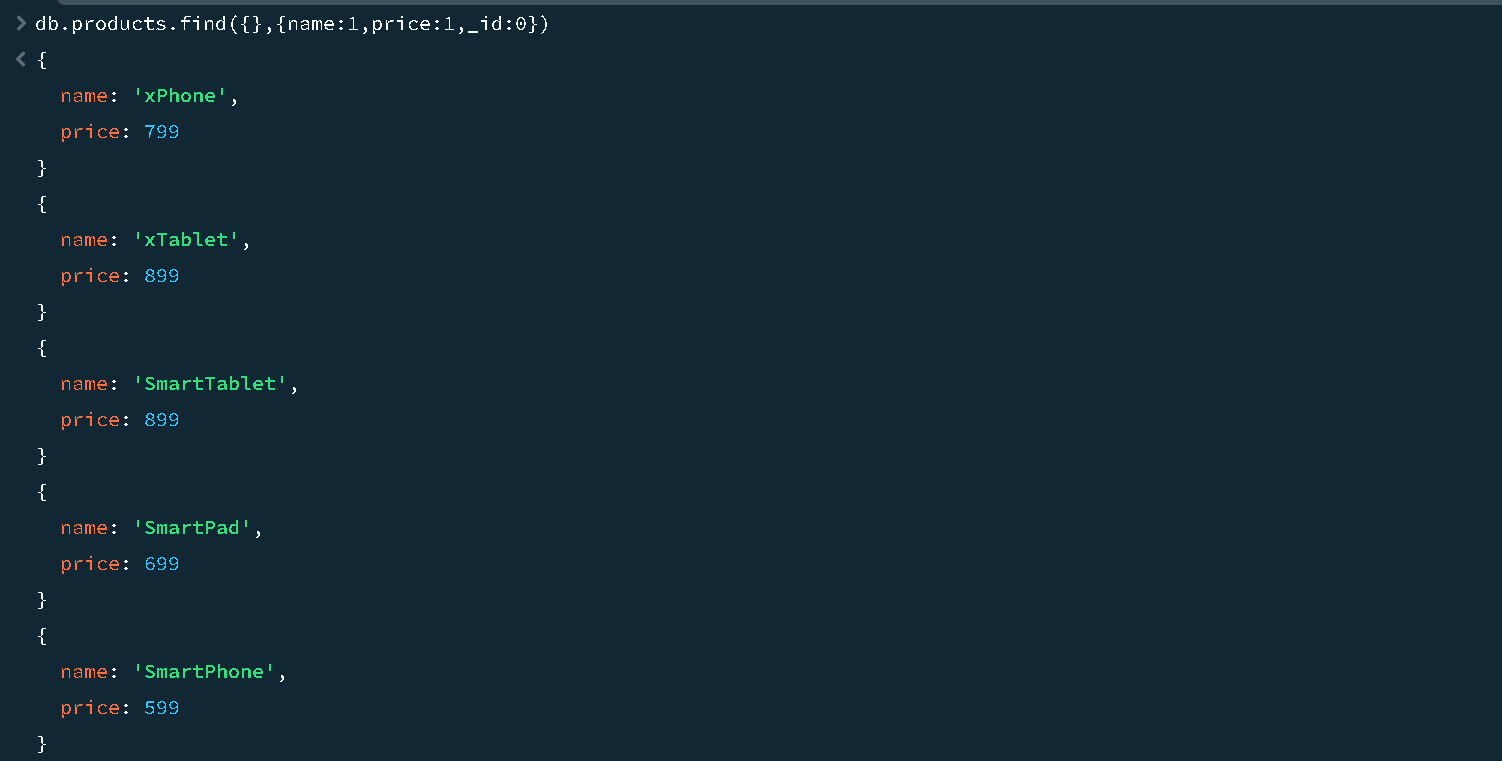 db.products.find({},{name:1,price:1,_id:0})
{
name: 'xPhone',
price: 799
}
{
name: 'xTablet',
price: 899
}
{
name: 'SmartTablet',
price: 899
}
{
name: 'SmartPad',
price: 699
}
{
name: 'SmartPhone',
price: 599
}